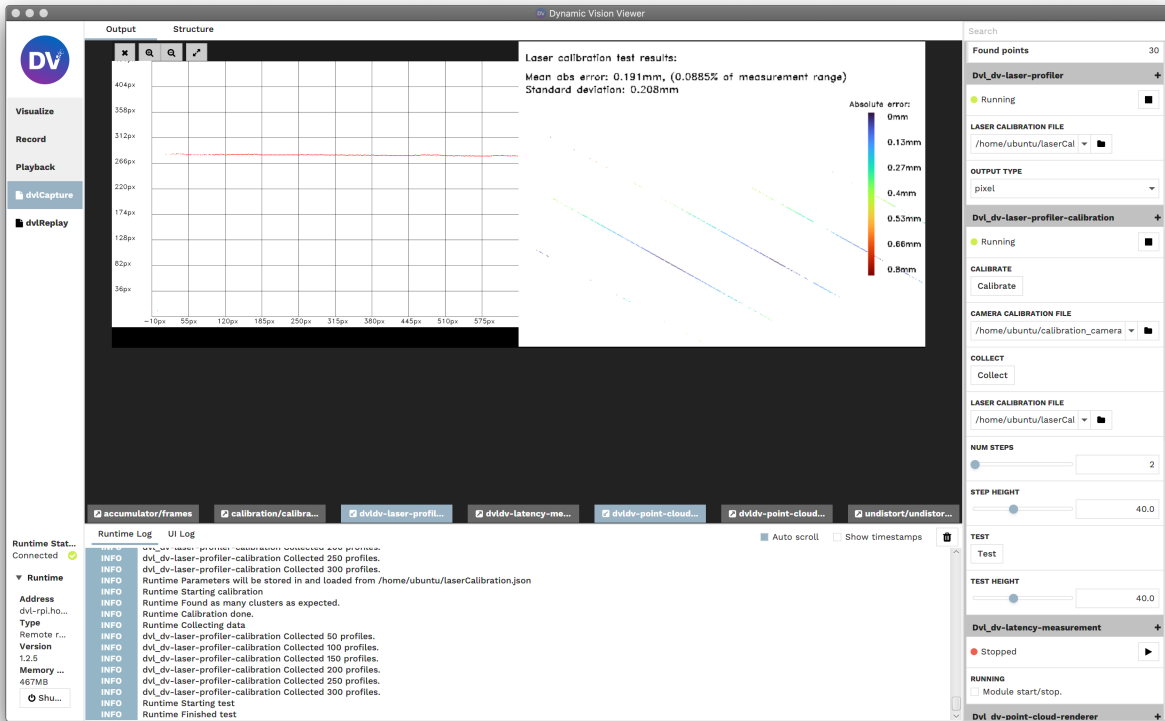 DV Dynamic Vision Viewer
DV
Visualize
Record
Playback
dvlCapture
dvlReplay
Output Structure
404px
358px
312px
266px
220px
174px
128px
82px
36px
-10px 55px 120px 185px 250px 315px 380px 445px 510px 575px
Laser calibration test results:
Mean abs error: 0.191mm, (0.0885% of measurement range)
Standard deviation: 0.208mm
Absolute error:
0mm
0.13mm
0.27mm
0.4mm
0.53mm
0.66mm
0.8mm
accumulator/frames calibration/calibra... dvldv-laser-profil... dvldv-latency-me... dvldv-point-cloud... dvldv-point-cloud... undistort/undistor...
Runtime Log UI Log
Auto scroll Show timestamps
INFO dvl_dv-laser-profiler-calibration Collected 200 profiles.
INFO dvl_dv-laser-profiler-calibration Collected 250 profiles.
INFO dvl_dv-laser-profiler-calibration Collected 300 profiles.
INFO Runtime Parameters will be stored in and loaded from /home/ubuntu/laserCalibration.json
INFO Runtime Starting calibration
INFO Runtime Found as many clusters as expected.
INFO Runtime Calibration done.
INFO Runtime Collecting data
INFO dvl_dv-laser-profiler-calibration Collected 50 profiles.
INFO dvl_dv-laser-profiler-calibration Collected 100 profiles.
INFO dvl_dv-laser-profiler-calibration Collected 150 profiles.
INFO dvl_dv-laser-profiler-calibration Collected 200 profiles.
INFO dvl_dv-laser-profiler-calibration Collected 250 profiles.
INFO dvl_dv-laser-profiler-calibration Collected 300 profiles.
INFO Runtime Starting test
INFO Runtime Finished test
Runtime Stat...
Connected
Runtime
Address
dvl-rpi.ho...
Type
Remote r...
Version
1.2.5
Memory ...
467MB
Shu...
Search
Found points 30
Dvl_dv-laser-profiler +
Running
LASER CALIBRATION FILE
/home/ubuntu/laserCal
OUTPUT TYPE
pixel
Dvl_dv-laser-profiler-calibration +
Running
CALIBRATE
Calibrate
CAMERA CALIBRATION FILE
/home/ubuntu/calibration_camera
COLLECT
Collect
LASER CALIBRATION FILE
/home/ubuntu/laserCal
NUM STEPS
2
STEP HEIGHT
40.0
TEST
Test
TEST HEIGHT
40.0
Dvl_dv-latency-measurement +
Stopped
RUNNING
Module start/stop.
Dvl_dv-point-cloud-renderer +